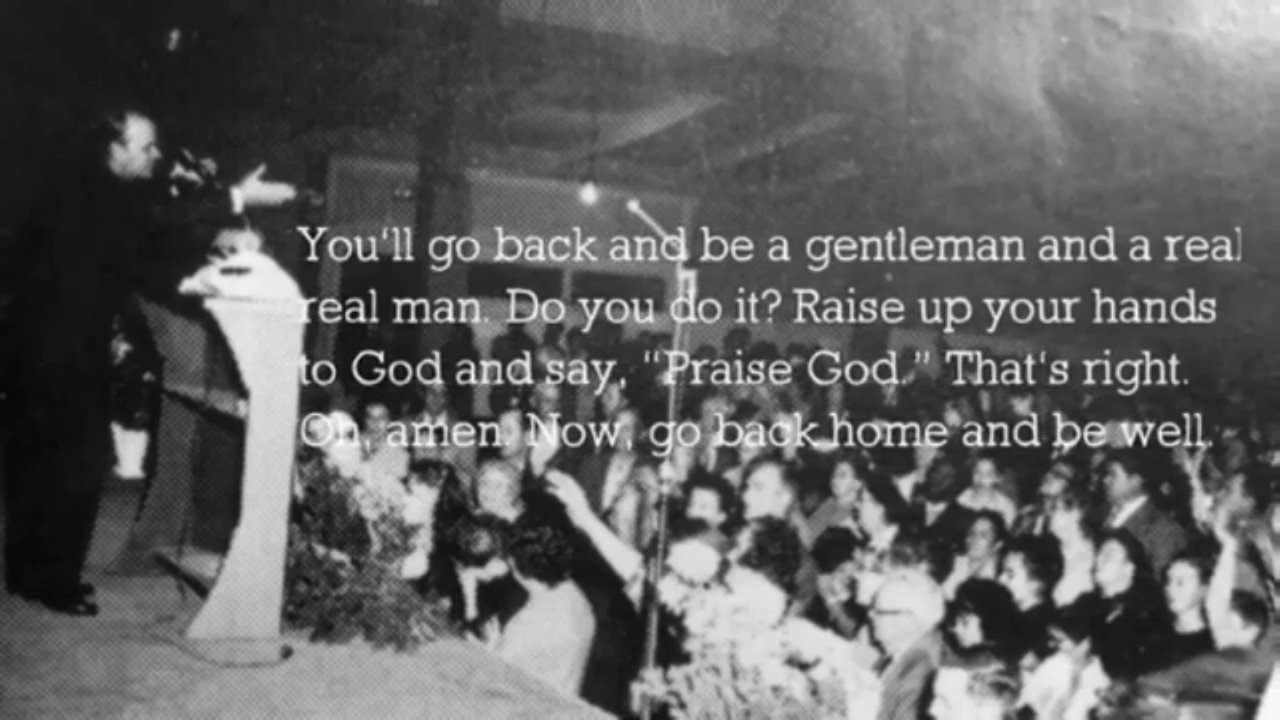 You'll go back and be a gentleman and a real
real man. Do you do it? Raise up your hands
to God and say, “Praise God.” That's right.
Oh, amen. Now, go back home and be well.